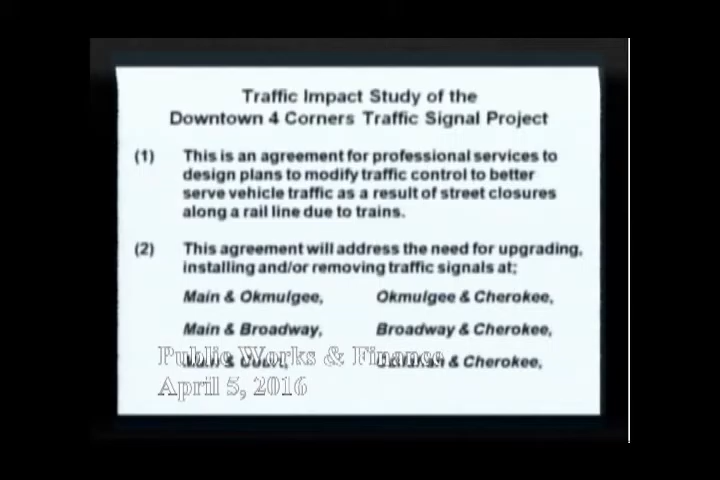 Traffic Impact Study of the
Downtown 4 Corners Traffic Signal Project
(1) This is an agreement for professional services to
design plans to modify traffic control to better
serve vehicle traffic as a result of street closures
along a rail line due to trains.
(2) This agreement will address the need for upgrading,
installing and/or removing traffic signals at;
Main & Okmulgee, Okmulgee & Cherokee,
Main & Broadway, Broadway & Cherokee,
& Cherokee,
Public Works & Finance
April 5, 2016